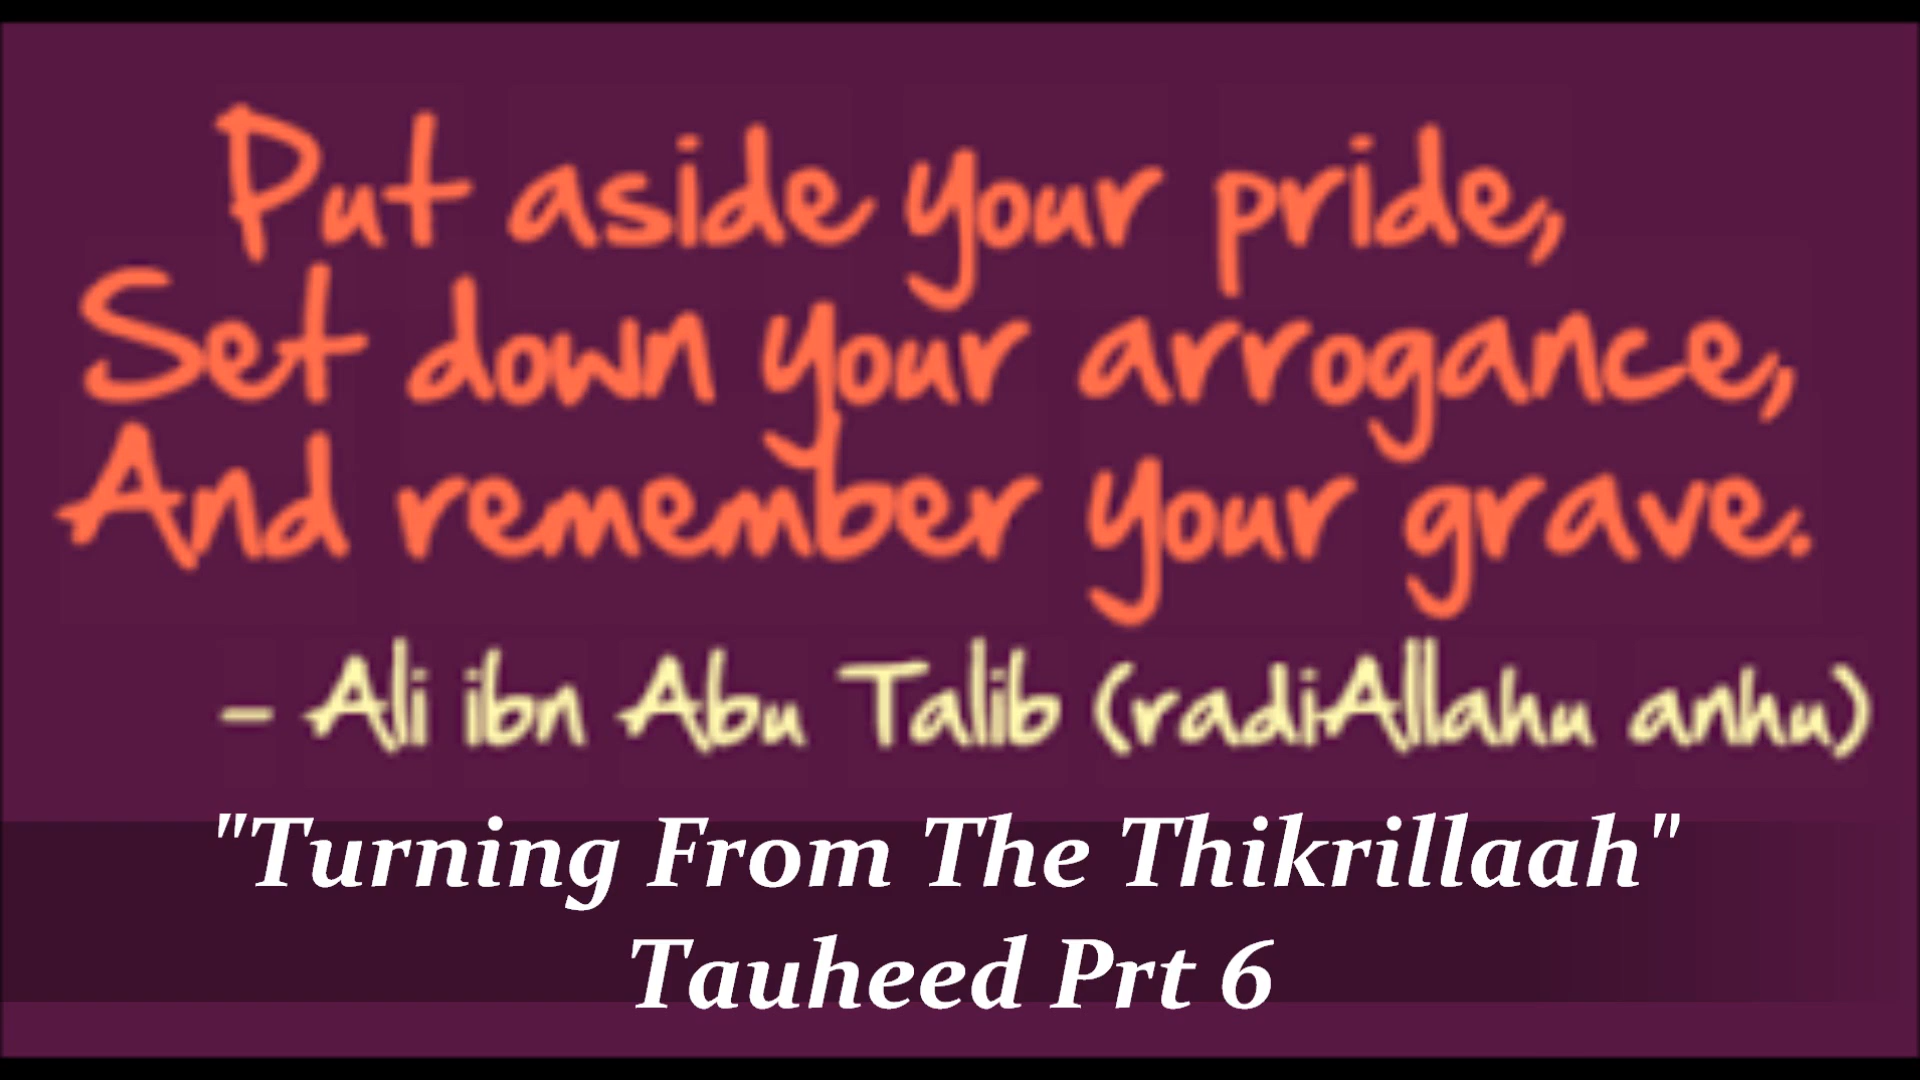 Put aside your pride,
Set down your arrogance,
And remember your grave.
- Ali ibn Abu Talib (radiAllahu anhu)
"Turning From The Thikrillaah"
Tauheed Prt 6